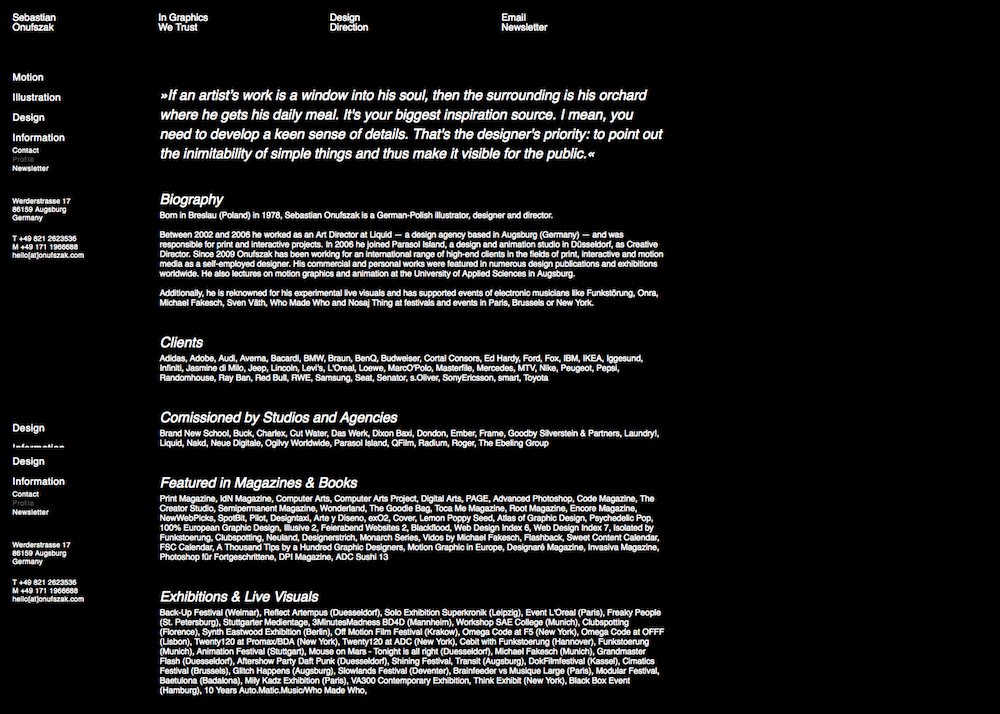 Sebastian
Onufszak
In Graphics
We Trust
Design
Direction
Email
Newsletter
Motion
Illustration
Design
Information
Contact
Profile
Newsletter
Werderstrasse 17
86159 Augsburg
Germany
T +49 821 2623536
M +49 171 1966688
hello[at]onufszak.com
»If an artist's work is a window into his soul, then the surrounding is his orchard
where he gets his daily meal. It's your biggest inspiration source. I mean, you
need to develop a keen sense of details. That's the designer's priority: to point out
the inimitability of simple things and thus make it visible for the public.«
Biography
Born in Breslau (Poland) in 1978, Sebastian Onufszak is a German-Polish illustrator, designer and director.
Between 2002 and 2006 he worked as an Art Director at Liquid — a design agency based in Augsburg (Germany) — and was
responsible for print and interactive projects. In 2006 he joined Parasol Island, a design and animation studio in Düsseldorf, as Creative
Director. Since 2009 Onufszak has been working for an international range of high-end clients in the fields of print, interactive and motion
media as a self-employed designer. His commercial and personal works were featured in numerous design publications and exhibitions
worldwide. He also lectures on motion graphics and animation at the University of Applied Sciences in Augsburg.
Additionally, he is reknown for his experimental live visuals and has supported events of electronic musicians like Funkstörung, Onra,
Michael Fakesch, Sven Väth, Who Made Who and Nosaj Thing at festivals and events in Paris, Brussels or New York.
Clients
Adidas, Adobe, Audi, Averna, Bacardi, BMW, Braun, BenQ, Budweiser, Cortal Consors, Ed Hardy, Ford, Fox, IBM, IKEA, Iggesund,
Infiniti, Jasmine di Milo, Jeep, Lincoln, Levi's, L'Oreal, Loewe, MarcO'Polo, Masterfile, Mercedes, MTV, Nike, Peugeot, Pepsi,
Randomhouse, Ray Ban, Red Bull, RWE, Samsung, Seat, Senator, s.Oliver, SonyEricsson, smart, Toyota
Comissioned by Studios and Agencies
Brand New School, Buck, Charlex, Cut Water, Das Werk, Dixon Baxi, Dondon, Ember, Frame, Goodby Silverstein & Partners, Laundry!,
Liquid, Nakd, Neue Digitale, Ogilvy Worldwide, Parasol Island, QFilm, Radium, Roger, The Ebeling Group
Design
Information
Design
Information
Contact
Profile
Newsletter
Werderstrasse 17
86159 Augsburg
Germany
T +49 821 2623536
M +49 171 1966688
hello[at]onufszak.com
Featured in Magazines & Books
Print Magazine, IdN Magazine, Computer Arts, Computer Arts Project, Digital Arts, PAGE, Advanced Photoshop, Code Magazine, The
Creator Studio, Semipermanent Magazine, Wonderland, The Goodie Bag, Toca Me Magazine, Root Magazine, Encore Magazine,
NewWebPicks, SpotBit, Pilot, Designtaxi, Arte y Diseno, exO2, Cover, Lemon Poppy Seed, Atlas of Graphic Design, Psychedelic Pop,
100% European Graphic Design, Illusive 2, Feierabend Websites 2, Blackflood, Web Design Index 6, Web Design Index 7, Isolated by
Funkstoerung, Clubspotting, Neuland, Designerstrich, Monarch Series, Vidos by Michael Fakesch, Flashback, Sweet Content Calendar,
FSC Calendar, A Thousand Tips by a Hundred Graphic Designers, Motion Graphic in Europe, Designaré Magazine, Invasiva Magazine,
Photoshop für Fortgeschrittene, DPI Magazine, ADC Sushi 13
Exhibitions & Live Visuals
Back-Up Festival (Weimar), Reflect Artempus (Duesseldorf), Solo Exhibition Superkronik (Leipzig), Event L'Oreal (Paris), Freaky People
(St. Petersburg), Stuttgarter Medientage, 3MinutesMadness BD4D (Mannheim), Workshop SAE College (Munich), Clubspotting
(Florence), Synth Eastwood Exhibition (Berlin), Off Motion Film Festival (Krakow), Omega Code at F5 (New York), Omega Code at OFFF
(Lisbon), Twenty120 at Promax/BDA (New York), Twenty120 at ADC (New York), Cebit with Funkstoerung (Hannover), Funkstoerung
(Munich), Animation Festival (Stuttgart), Mouse on Mars - Tonight is all right (Duesseldorf), Michael Fakesch (Munich), Grandmaster
Flash (Duesseldorf), Aftershow Party Daft Punk (Duesseldorf), Shining Festival, Transit (Augsburg), DokFilmfestival (Kassel), Cimatics
Festival (Brussels), Glitch Happens (Augsburg), Slowlands Festival (Deventer), Brainfeeder vs Musique Large (Paris), Modular Festival,
Baetulona (Badalona), Mily Kadz Exhibition (Paris), VA300 Contemporary Exhibition, Think Exhibit (New York), Black Box Event
(Hamburg), 10 Years Auto.Matic.Music/Who Made Who,